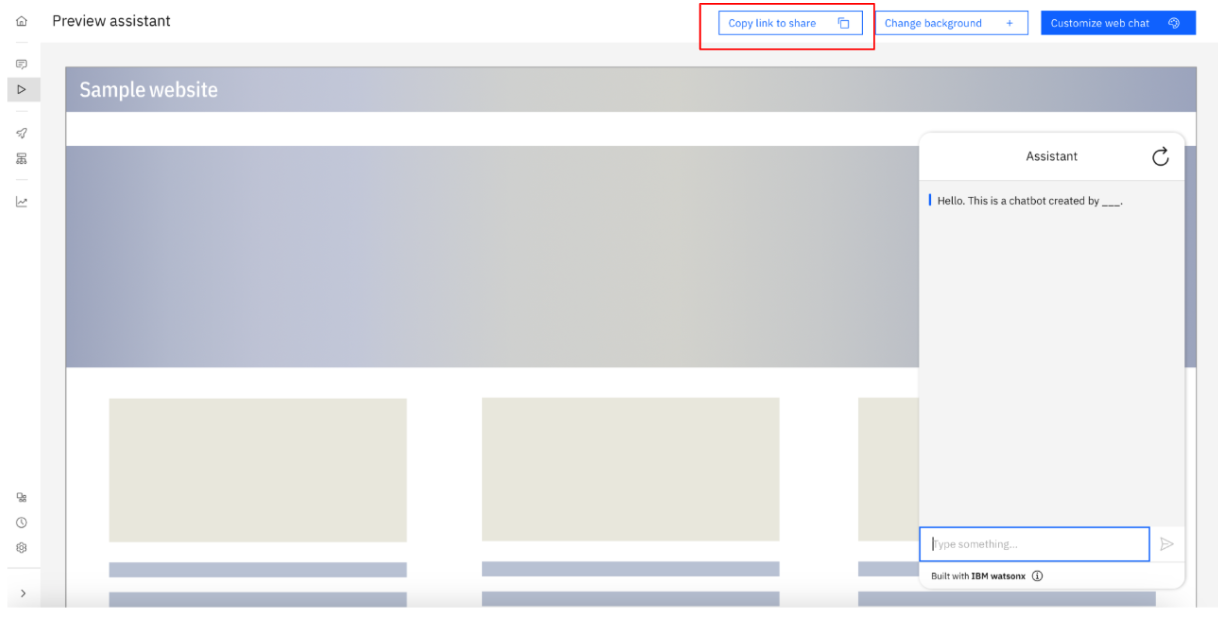 Preview assistant
Copy link to share
Change background +
Customize web chat
Sample website
Assistant
Hello. This is a chatbot created by ___.
Type something...
Built with IBM watsonx